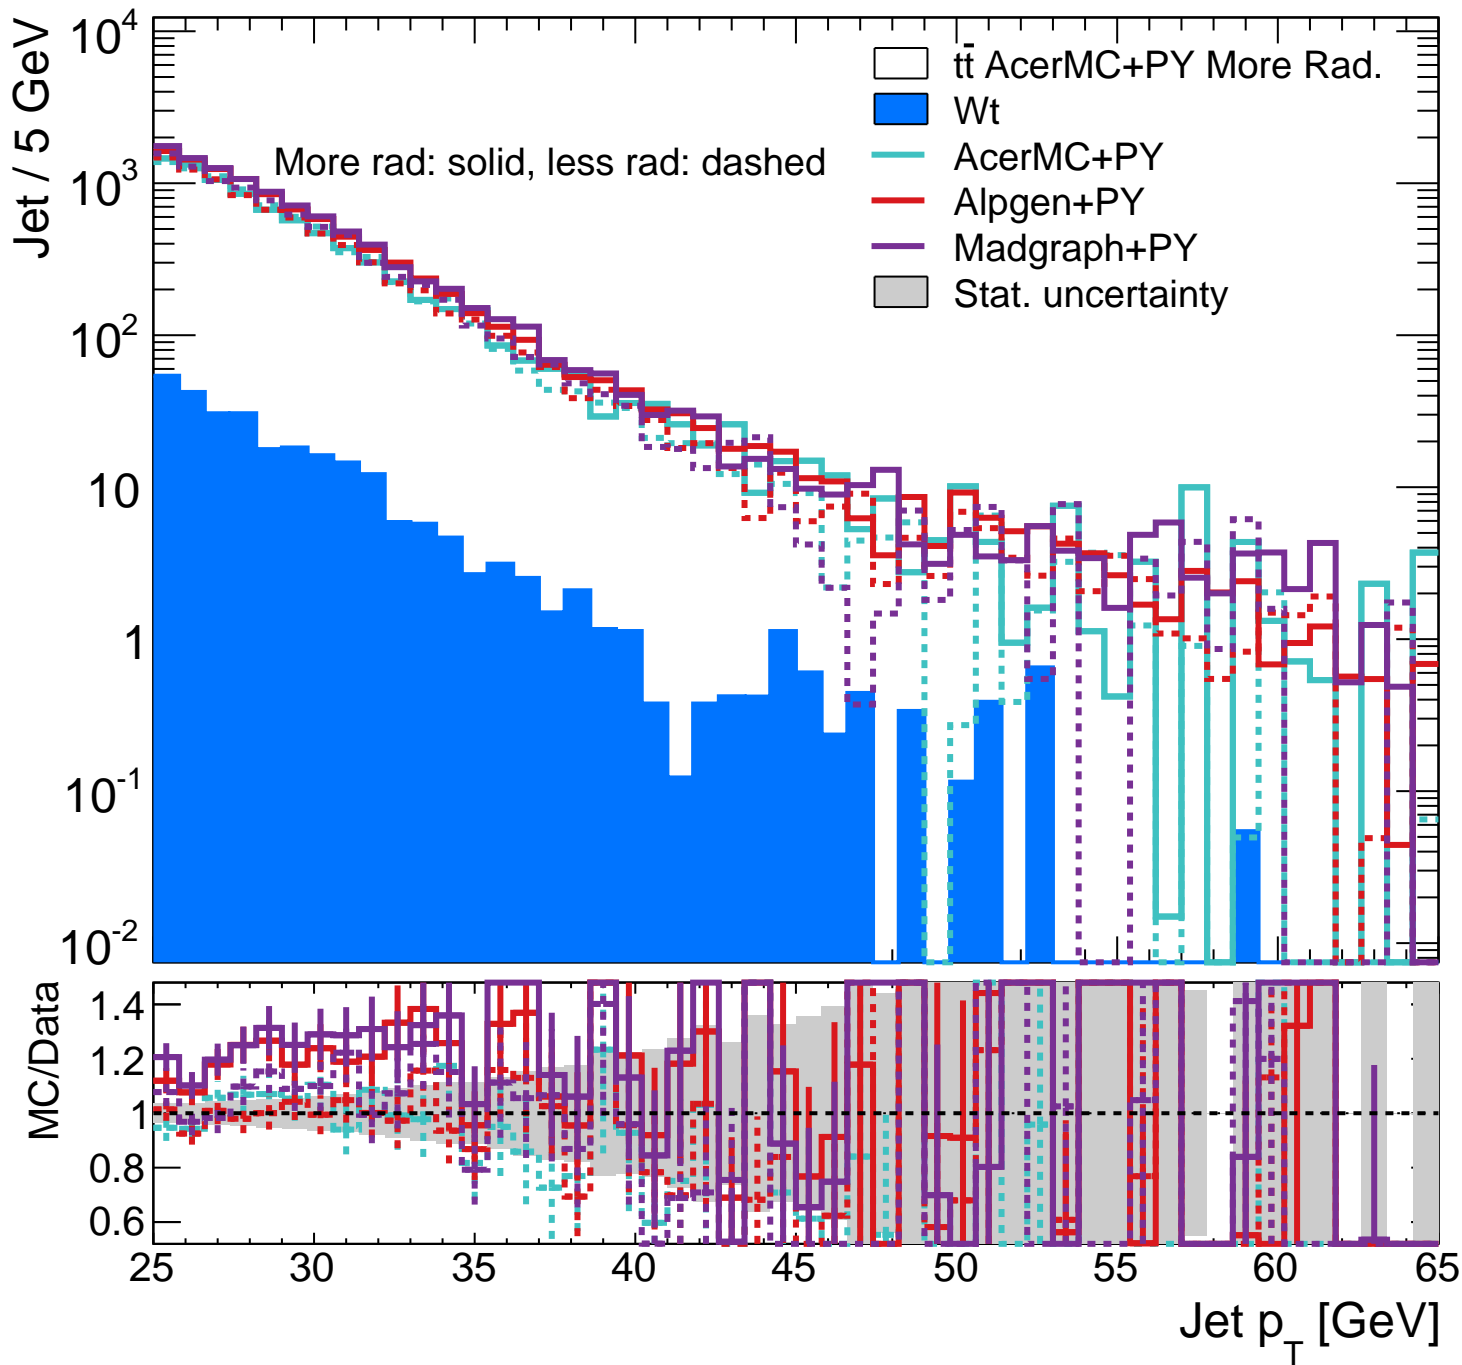 Jet / 5 GeV
10^4
10^3
10^2
10
1
10^-1
10^-2
tt̄ AcerMC+PY More Rad.
Wt
More rad: solid, less rad: dashed
AcerMC+PY
Alpgen+PY
Madgraph+PY
Stat. uncertainty
MC/Data
1.4
1.2
1
0.8
0.6
25 30 35 40 45 50 55 60 65
Jet p_T [GeV]